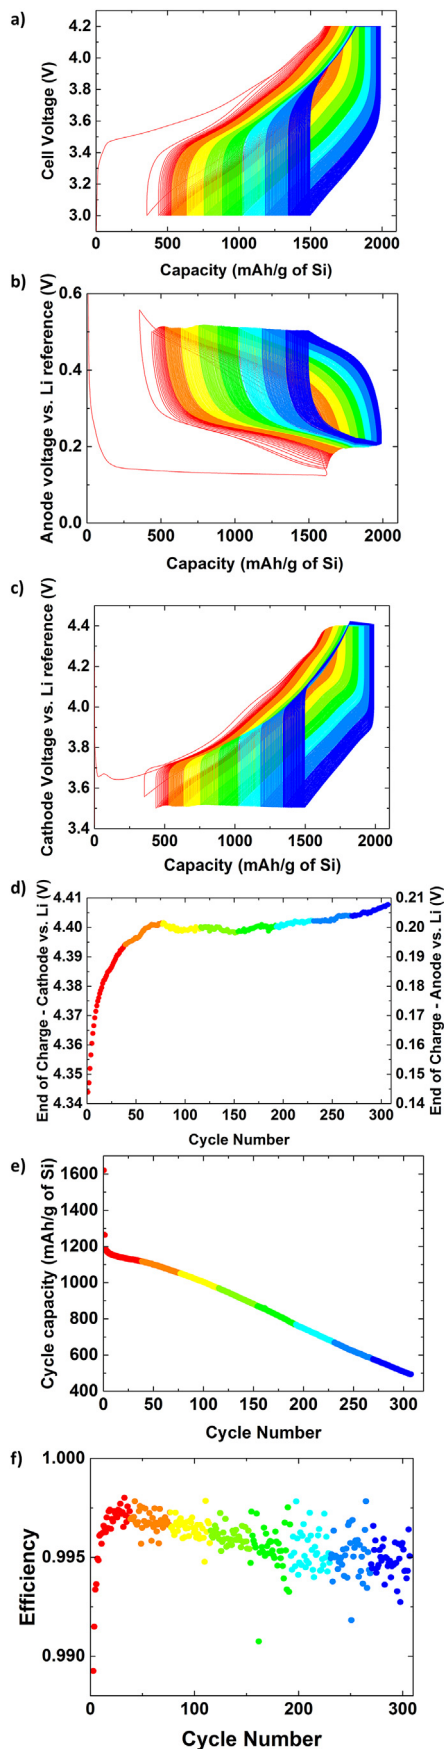 a)
4.2
4.0
3.8
3.6
3.4
3.2
3.0
Cell Voltage (V)
0 500 1000 1500 2000
Capacity (mAh/g of Si)
b)
0.6
0.4
0.2
0.0
Anode voltage vs. Li reference (V)
0 500 1000 1500 2000
Capacity (mAh/g of Si)
c)
4.4
4.2
4.0
3.8
3.6
3.4
Cathode Voltage vs. Li reference (V)
0 500 1000 1500 2000
Capacity (mAh/g of Si)
d)
4.41 0.21
4.40 0.20
4.39 0.19
4.38 0.18
4.37 0.17
4.36 0.16
4.35 0.15
4.34 0.14
End of Charge - Cathode vs. Li (V)
End of Charge - Anode vs. Li (V)
0 50 100 150 200 250 300
Cycle Number
e)
1600
1400
1200
1000
800
600
400
Cycle capacity (mAh/g of Si)
0 50 100 150 200 250 300
Cycle Number
f)
1.000
0.995
0.990
Efficiency
0 100 200 300
Cycle Number